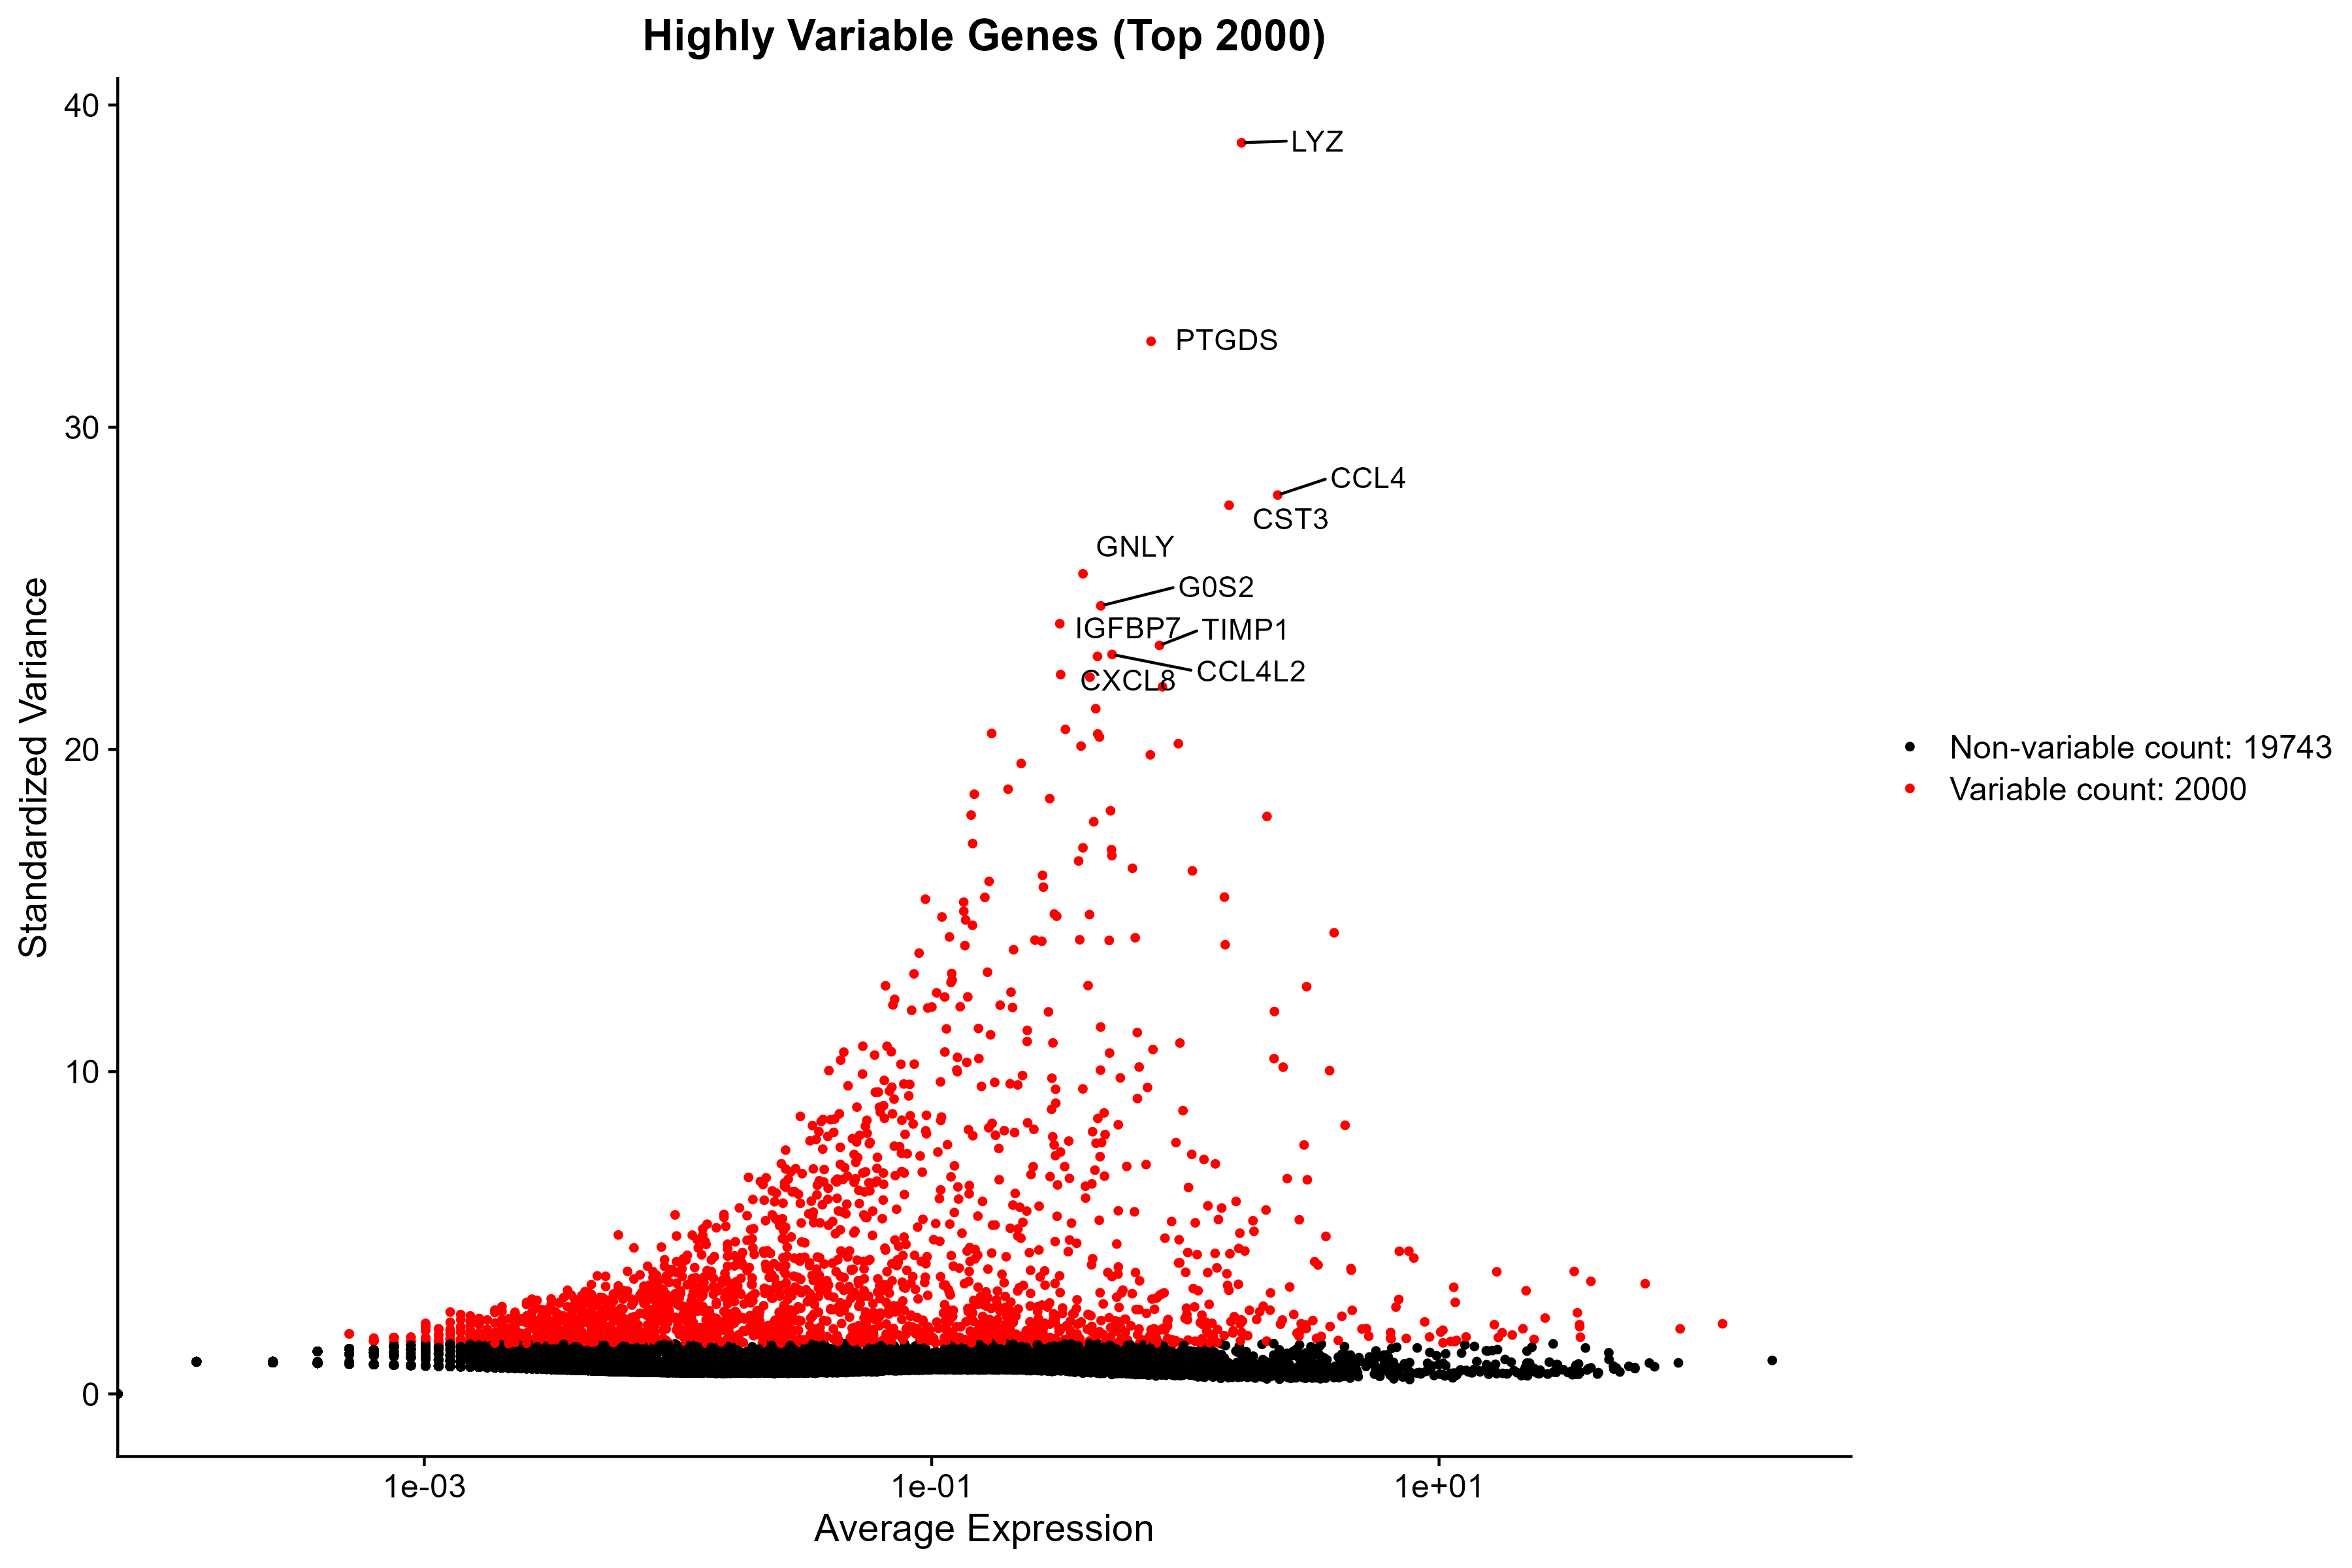 Highly Variable Genes (Top 2000)
40
30
20
10
0
Standardized Variance
LYZ
PTGDS
CCL4
CST3
GNLY
G0S2
IGFBP7
TIMP1
CCL4L2
CXCL8
Non-variable count: 19743
Variable count: 2000
1e-03
1e-01
1e+01
Average Expression